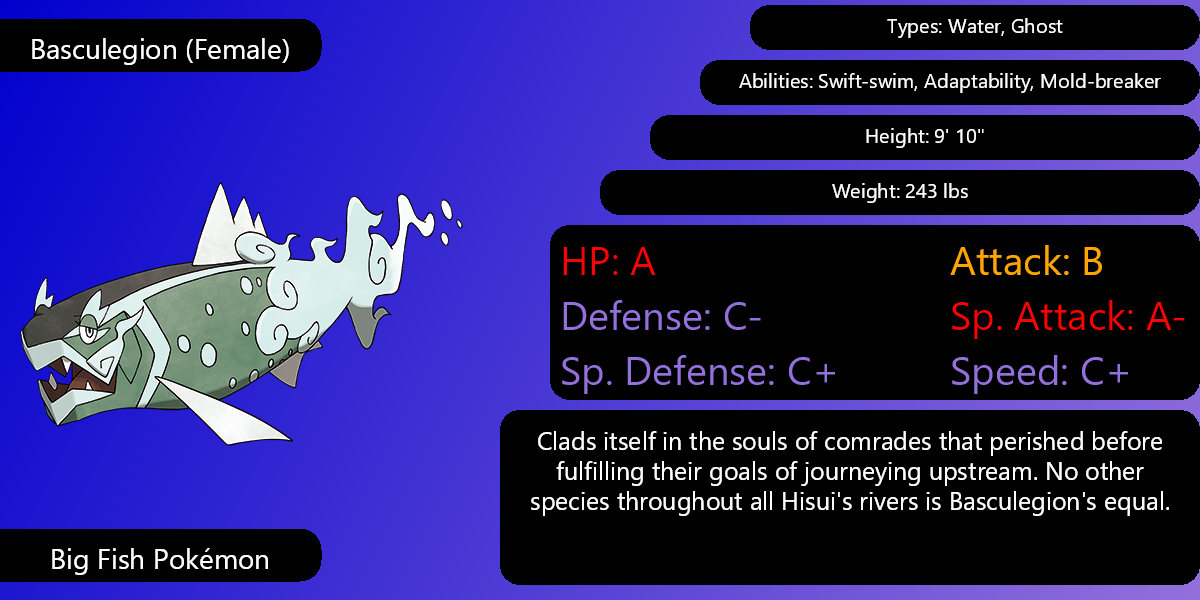 Basculegion (Female)
Types: Water, Ghost
Abilities: Swift-swim, Adaptability, Mold-breaker
Height: 9' 10"
Weight: 243 lbs
HP: A
Attack: B
Defense: C-
Sp. Attack: A-
Sp. Defense: C+
Speed: C+
Clads itself in the souls of comrades that perished before
fulfilling their goals of journeying upstream. No other
species throughout all Hisui's rivers is Basculegion's equal.
Big Fish Pokémon